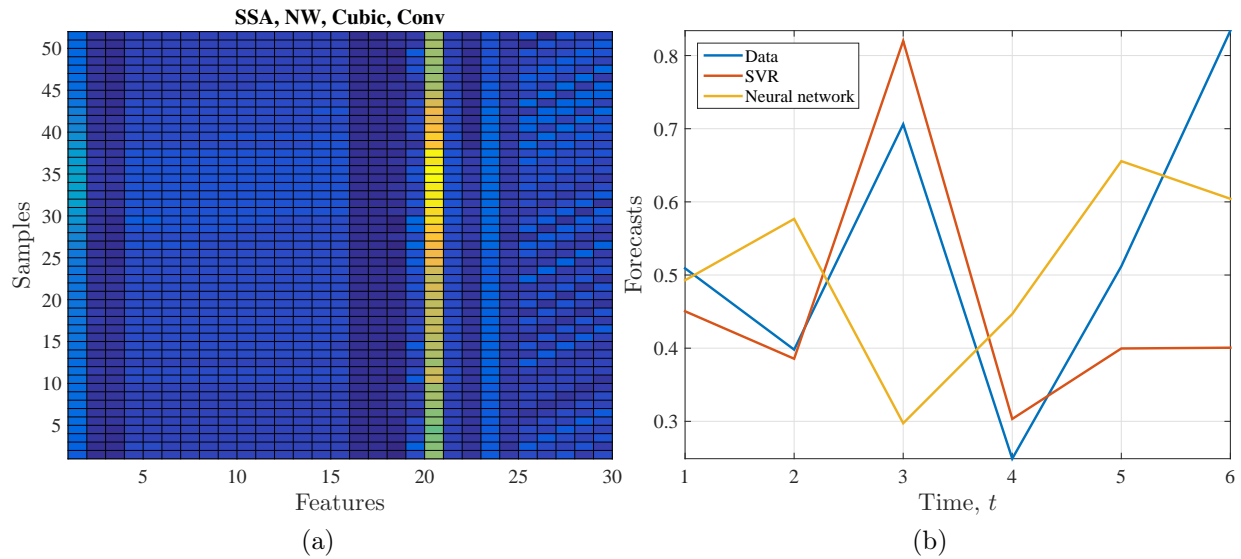 SSA, NW, Cubic, Conv
Samples
50
45
40
35
30
25
20
15
10
5
5 10 15 20 25 30
Features
(a)
Data
SVR
Neural network
Forecasts
0.8
0.7
0.6
0.5
0.4
0.3
1 2 3 4 5 6
Time, t
(b)